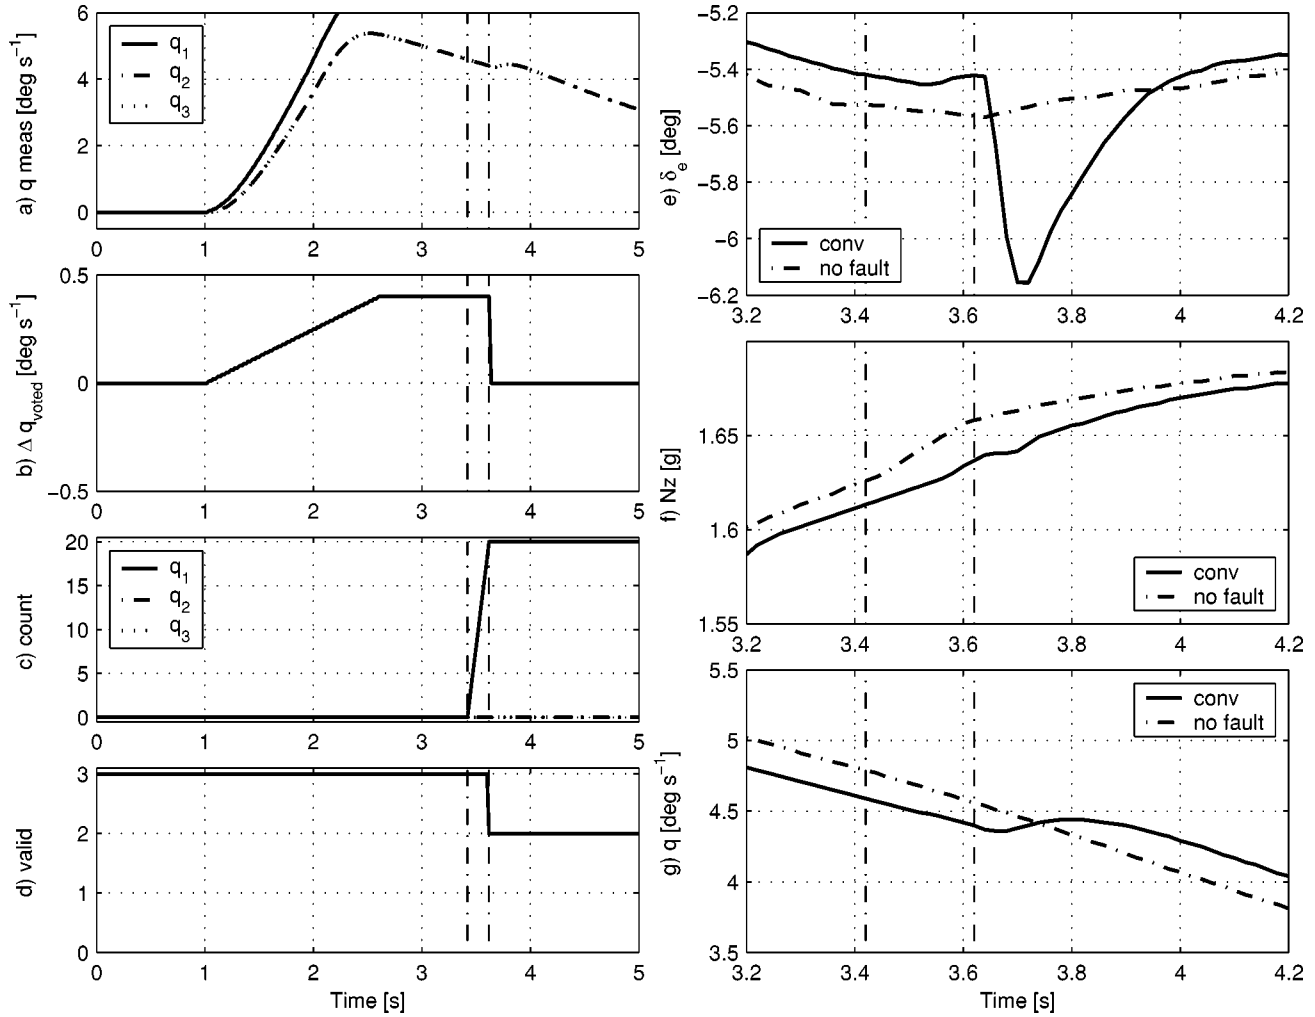 a) q meas [deg s⁻¹]
6
4
2
0
q₁
q₂
q₃
0 1 2 3 4 5
b) Δ q_voted [deg s⁻¹]
0.5
0
−0.5
0 1 2 3 4 5
c) count
20
15
10
5
0
q₁
q₂
q₃
0 1 2 3 4 5
d) valid
3
2
1
0
0 1 2 3 4 5
Time [s]
e) δ_e [deg]
−5.2
−5.4
−5.6
−5.8
−6
−6.2
conv
no fault
3.2 3.4 3.6 3.8 4 4.2
f) Nz [g]
1.65
1.6
1.55
conv
no fault
3.2 3.4 3.6 3.8 4 4.2
g) q [deg s⁻¹]
5.5
5
4.5
4
3.5
conv
no fault
3.2 3.4 3.6 3.8 4 4.2
Time [s]